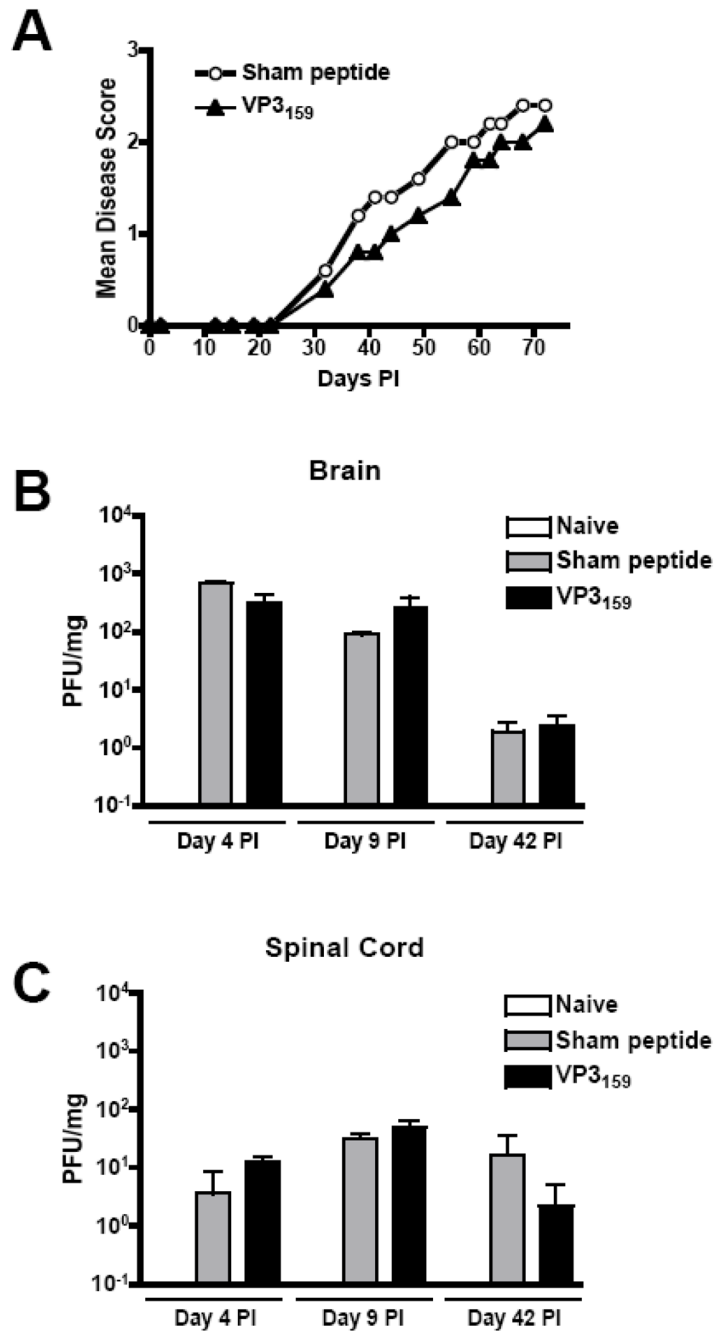 A
3
2
1
0
Mean Disease Score
Sham peptide
VP3₁₅₉
0 10 20 30 40 50 60 70
Days PI
B
Brain
10⁴
10³
10²
10¹
10⁰
10⁻¹
PFU/mg
Naive
Sham peptide
VP3₁₅₉
Day 4 PI Day 9 PI Day 42 PI
C
Spinal Cord
10⁴
10³
10²
10¹
10⁰
10⁻¹
PFU/mg
Naive
Sham peptide
VP3₁₅₉
Day 4 PI Day 9 PI Day 42 PI